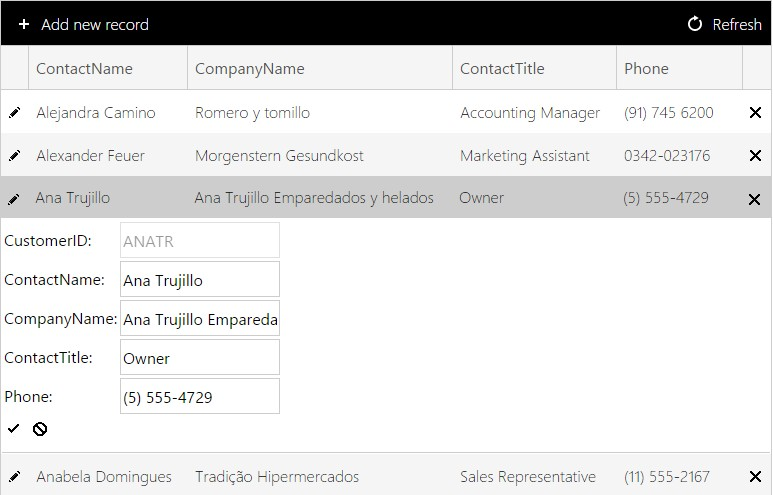 Add new record Refresh
ContactName CompanyName ContactTitle Phone
Alejandra Camino Romero y tomillo Accounting Manager (91) 745 6200
Alexander Feuer Morgenstern Gesundkost Marketing Assistant 0342-023176
Ana Trujillo Ana Trujillo Emparedados y helados Owner (5) 555-4729
CustomerID: ANATR
ContactName: Ana Trujillo
CompanyName: Ana Trujillo Empareda
ContactTitle: Owner
Phone: (5) 555-4729
Anabela Domingues Tradição Hipermercados Sales Representative (11) 555-2167